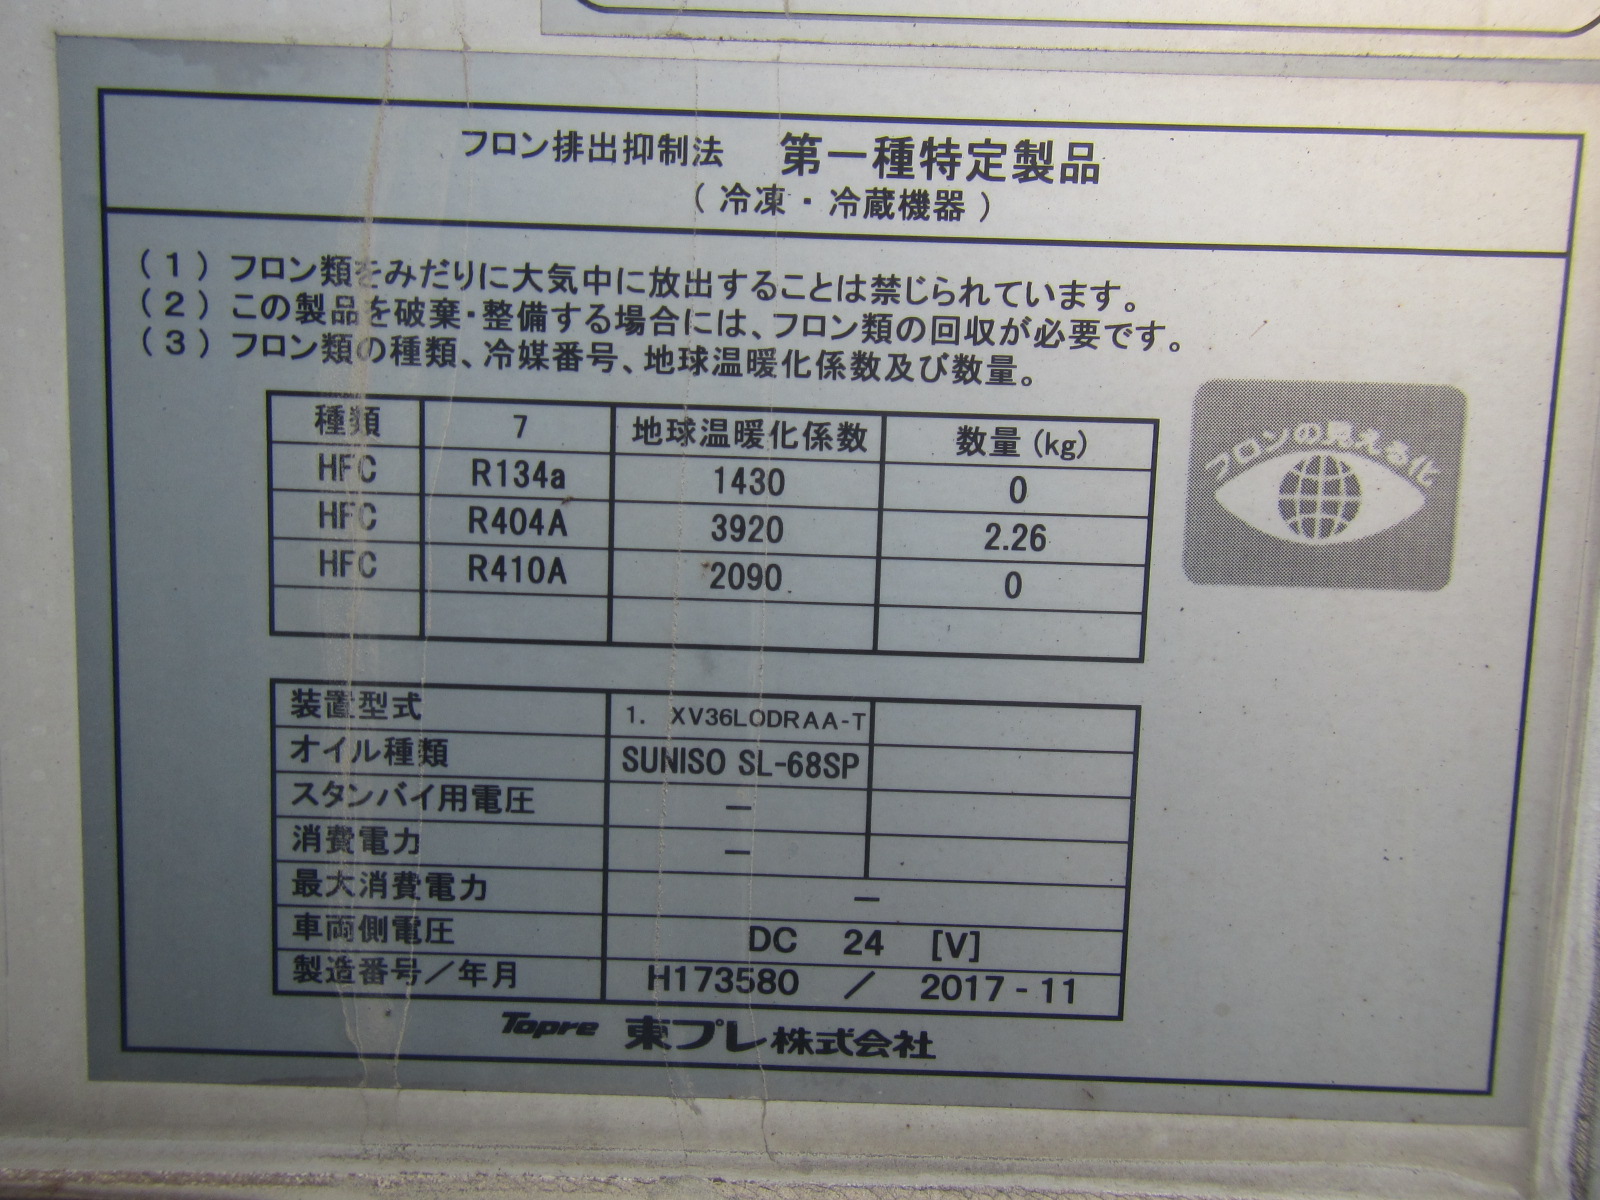 フロン排出抑制法 第一種特定製品
(冷凍・冷蔵機器)
(1) フロン類をみだりに大気中に放出することは禁じられています。
(2) この製品を破棄・整備する場合には、フロン類の回収が必要です。
(3) フロン類の種類、冷媒番号、地球温暖化係数及び数量。
種類 7 地球温暖化係数 数量(kg)
HFC R134a 1430 0
HFC R404A 3920 2.26
HFC R410A 2090 0
フロンの見える化
装置型式 1. XV36LODRAA-T
オイル種類 SUNISO SL-68SP
スタンバイ用電圧 －
消費電力 －
最大消費電力 －
車両側電圧 DC 24 [V]
製造番号／年月 H173580 / 2017-11
Topre 東プレ株式会社